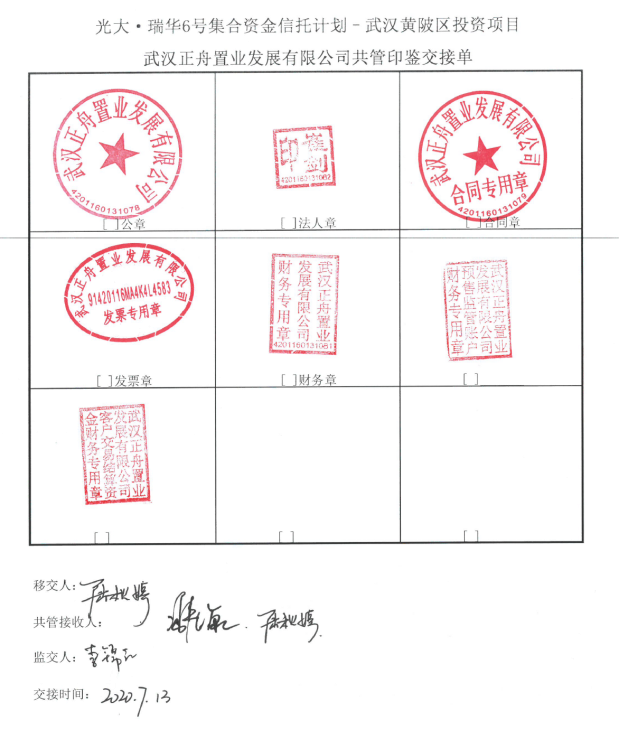 光大·瑞华6号集合资金信托计划-武汉黄陂区投资项目
武汉正舟置业发展有限公司共管印鉴交接单
武汉正舟置业发展有限公司
4201160131078
[ ]公章
崔剑印
4201160131082
[ ]法人章
武汉正舟置业发展有限公司
合同专用章
4201160131079
[ ]合同章
武汉正舟置业发展有限公司
91420116MA4K4L4583
发票专用章
[ ]发票章
武汉正舟置业
发展有限公司
财务专用章
4201160131081
[ ]财务章
武汉正舟置业
发展有限公司
预售监管账户
财务专用章
[ ]
武汉正舟置业
发展有限公司
客户交易结算资
金财务专用章
[ ]
[ ]
[ ]
移交人:
共管接收人:
监交人:
交接时间: 2020.7.13